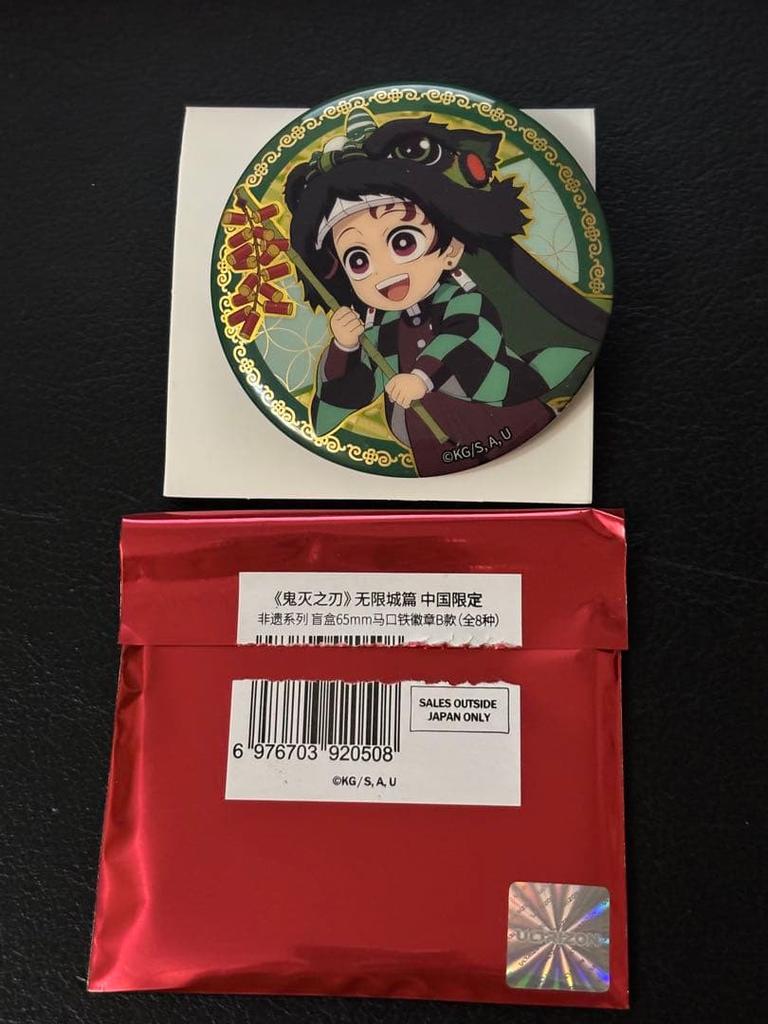 ©KG/S, A, U
《鬼灭之刃》无限城篇 中国限定
非遗系列 盲盒65mm马口铁徽章B款(全8种)
SALES OUTSIDE
JAPAN ONLY
6 976703 920508
©KG/S, A, U